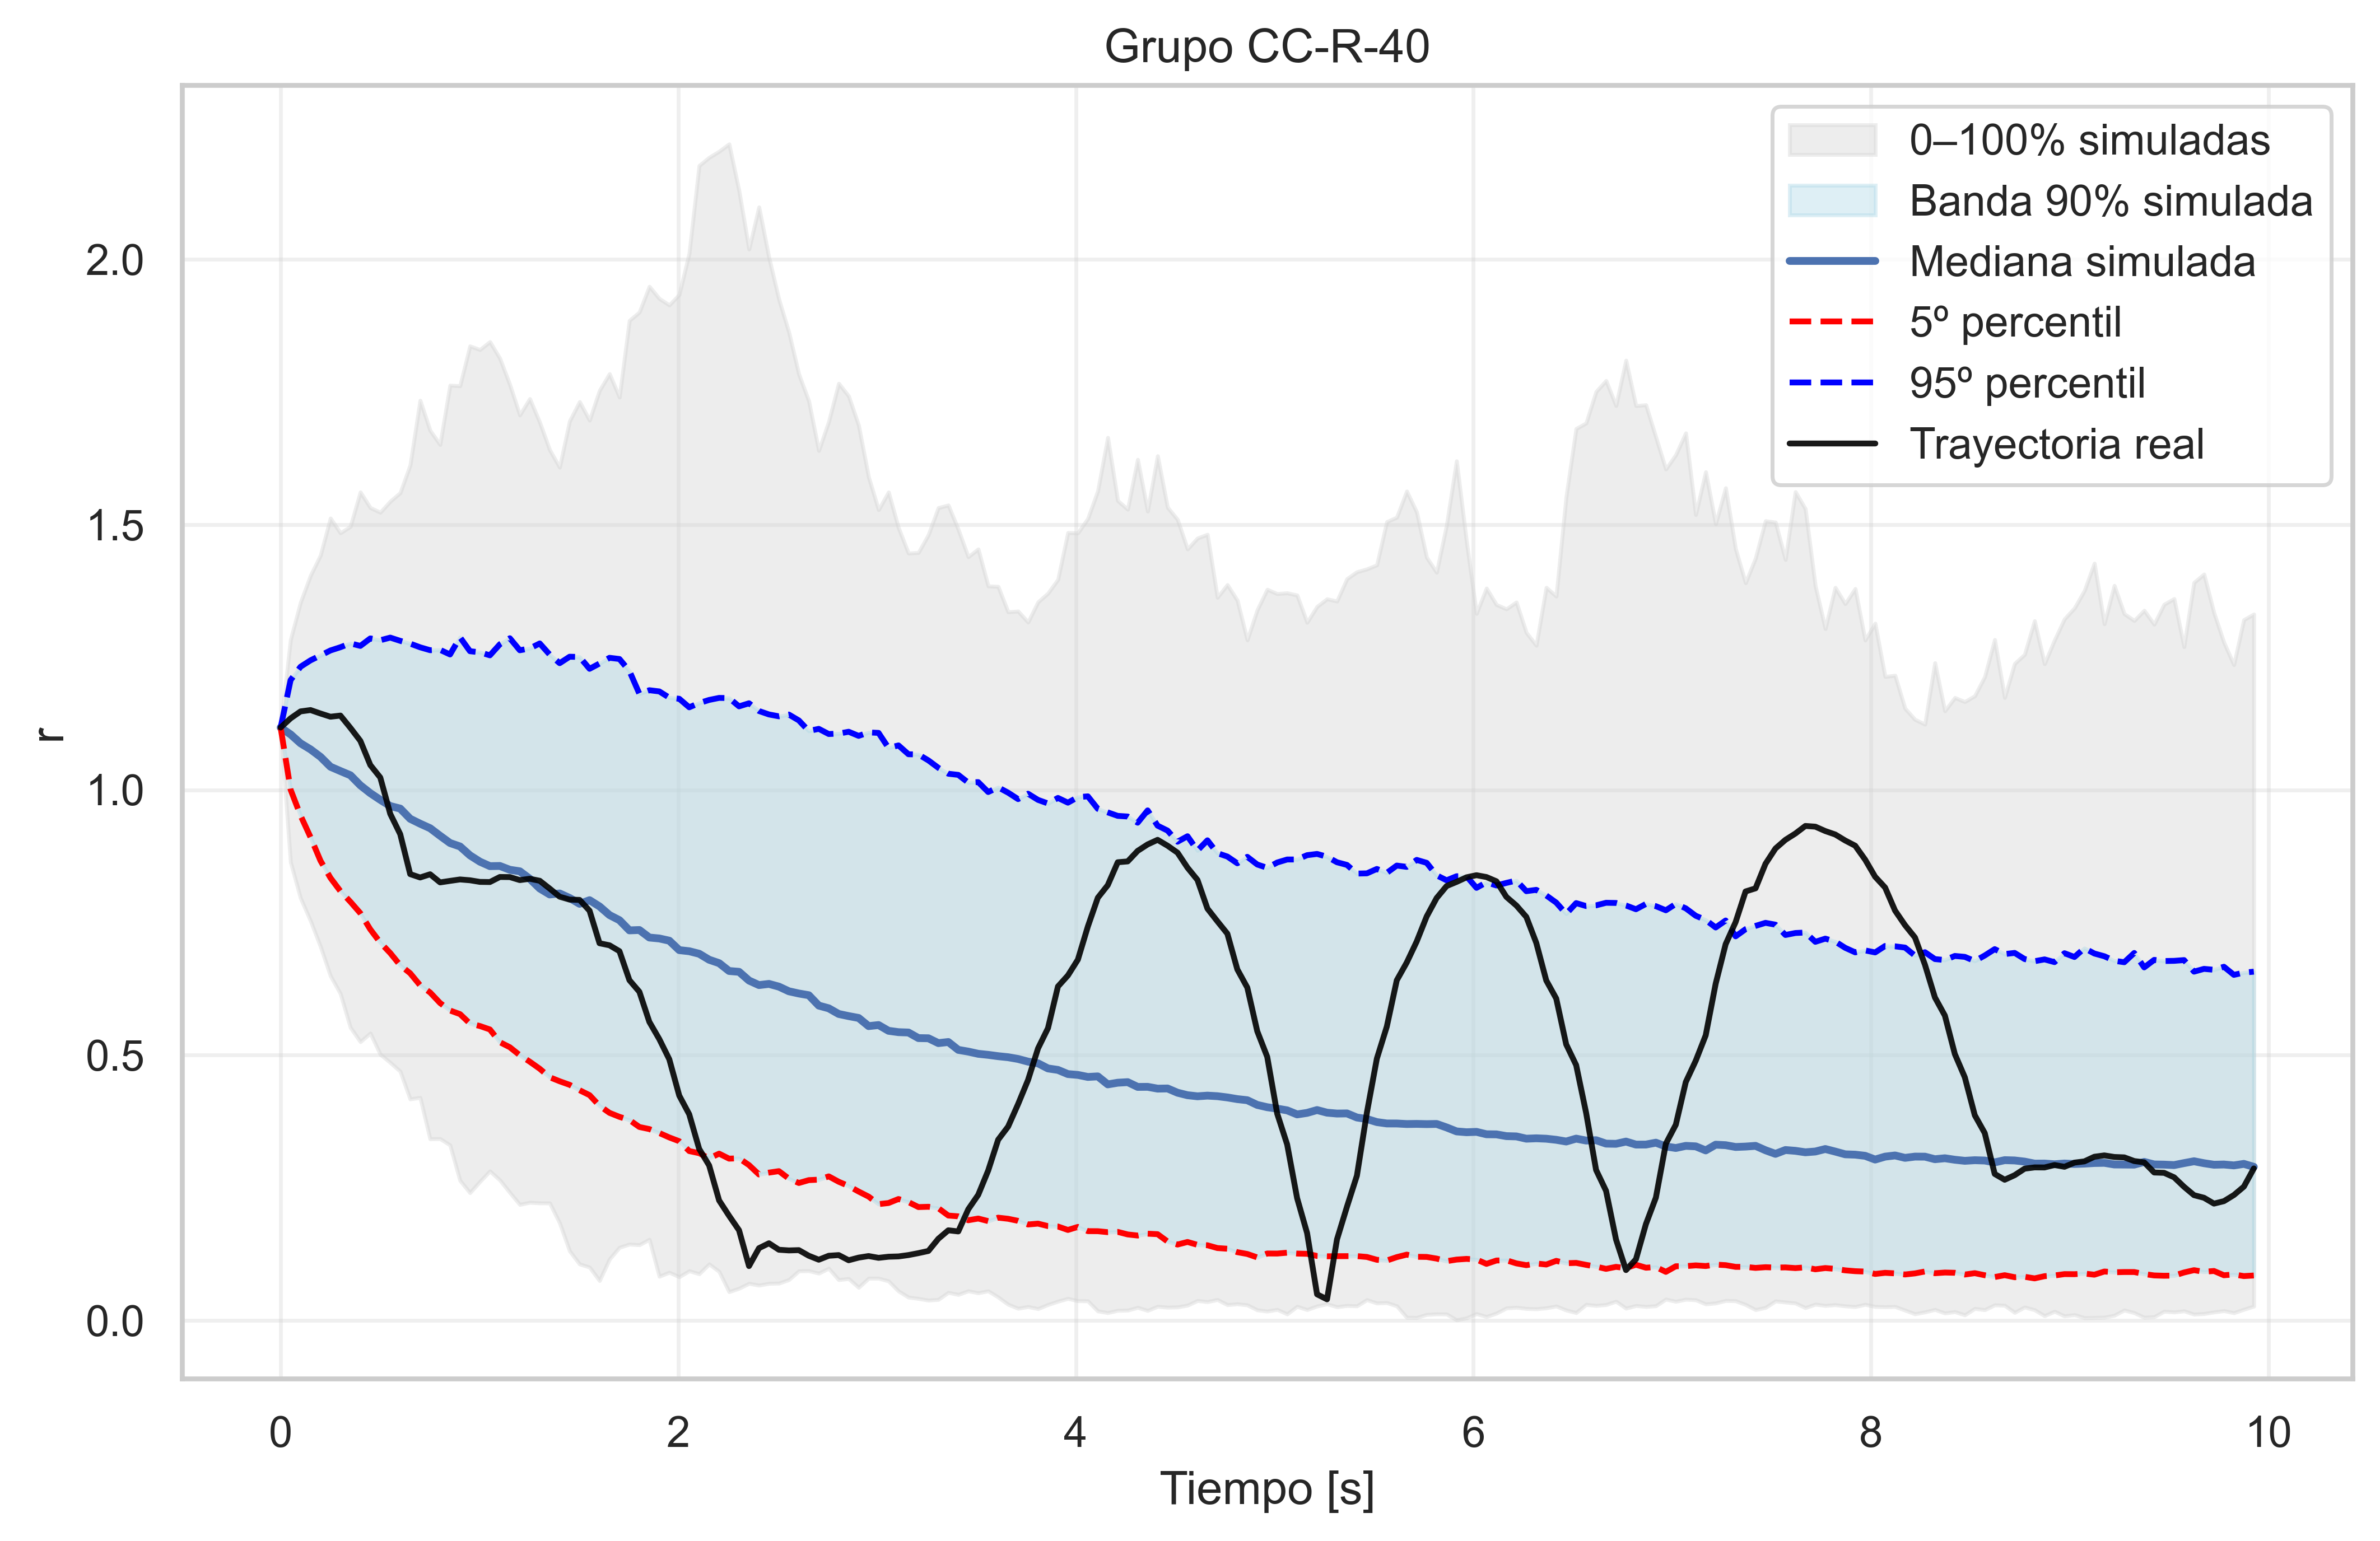 Grupo CC-R-40
0–100% simuladas
Banda 90% simulada
Mediana simulada
5º percentil
95º percentil
Trayectoria real
r
2.0
1.5
1.0
0.5
0.0
0 2 4 6 8 10
Tiempo [s]